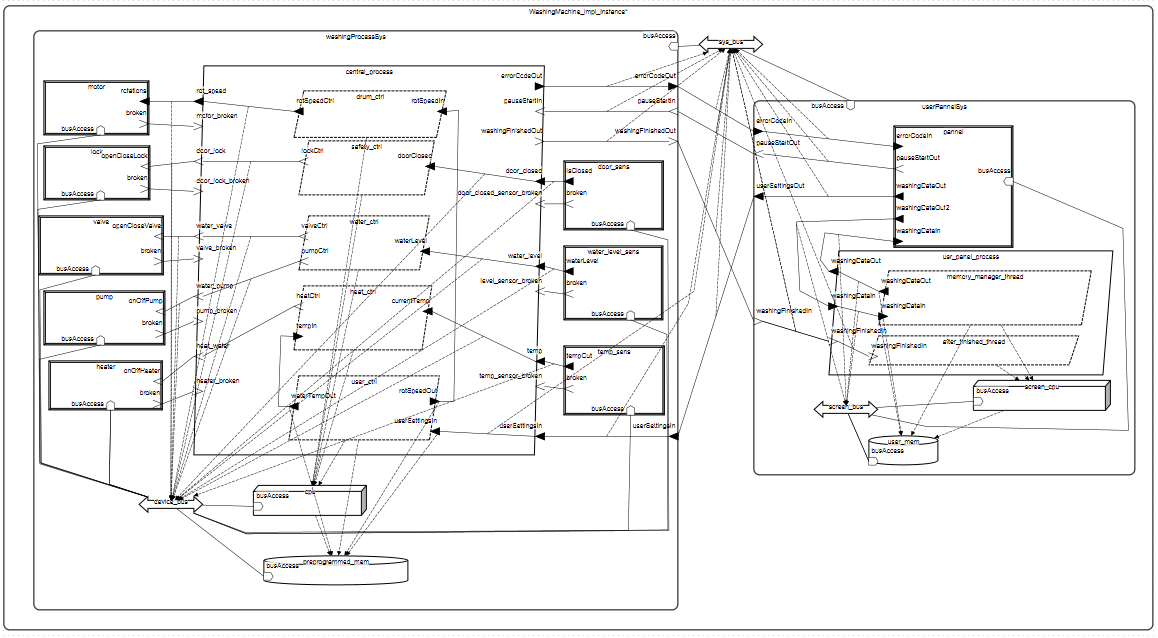 WashingMachine_impl_Instance*
washingProcessSys
busAccess
sys_bus
central_process
errorCodeOut
errorCodeOut
motor
rotations
broken
busAccess
rot_speed
motor_broken
rotSpeedCtrl
drum_ctrl
rotSpeedIn
pauseStartIn
pauseStartIn
washingFinishedOut
washingFinishedOut
lock
openCloseLock
broken
busAccess
door_lock
door_lock_broken
lockCtrl
safety_ctrl
doorClosed
door_closed
door_closed_sensor_broken
door_sens
isClosed
broken
busAccess
valve
openCloseValve
broken
busAccess
water_valve
valve_broken
valveCtrl
water_ctrl
pumpCtrl
waterLevel
water_level
level_sensor_broken
water_level_sens
waterLevel
broken
busAccess
pump
onOffPump
broken
busAccess
water_pump
pump_broken
heatCtrl
heat_ctrl
currentTemp
tempIn
heater
onOffHeater
broken
busAccess
heat_water
heater_broken
temp
temp_sensor_broken
temp_sens
tempOut
broken
busAccess
user_ctrl
waterTempOut
rotSpeedOut
userSettingsIn
userSettingsIn
userSettingsIn
device_bus
busAccess
cpu
busAccess
preprogrammed_mem
busAccess
userPannelSys
errorCodeIn
pauseStartOut
userSettingsOut
washingFinishedIn
pannel
errorCodeIn
pauseStartOut
busAccess
washingDataOut
washingDataOut2
washingDataIn
usr_panel_process
washingDataOut
washingDataIn
washingFinishedIn
memory_manager_thread
washingDataOut
washingDataIn
after_finished_thread
washingFinishedIn
screen_bus
busAccess
screen_cpu
user_mem
busAccess